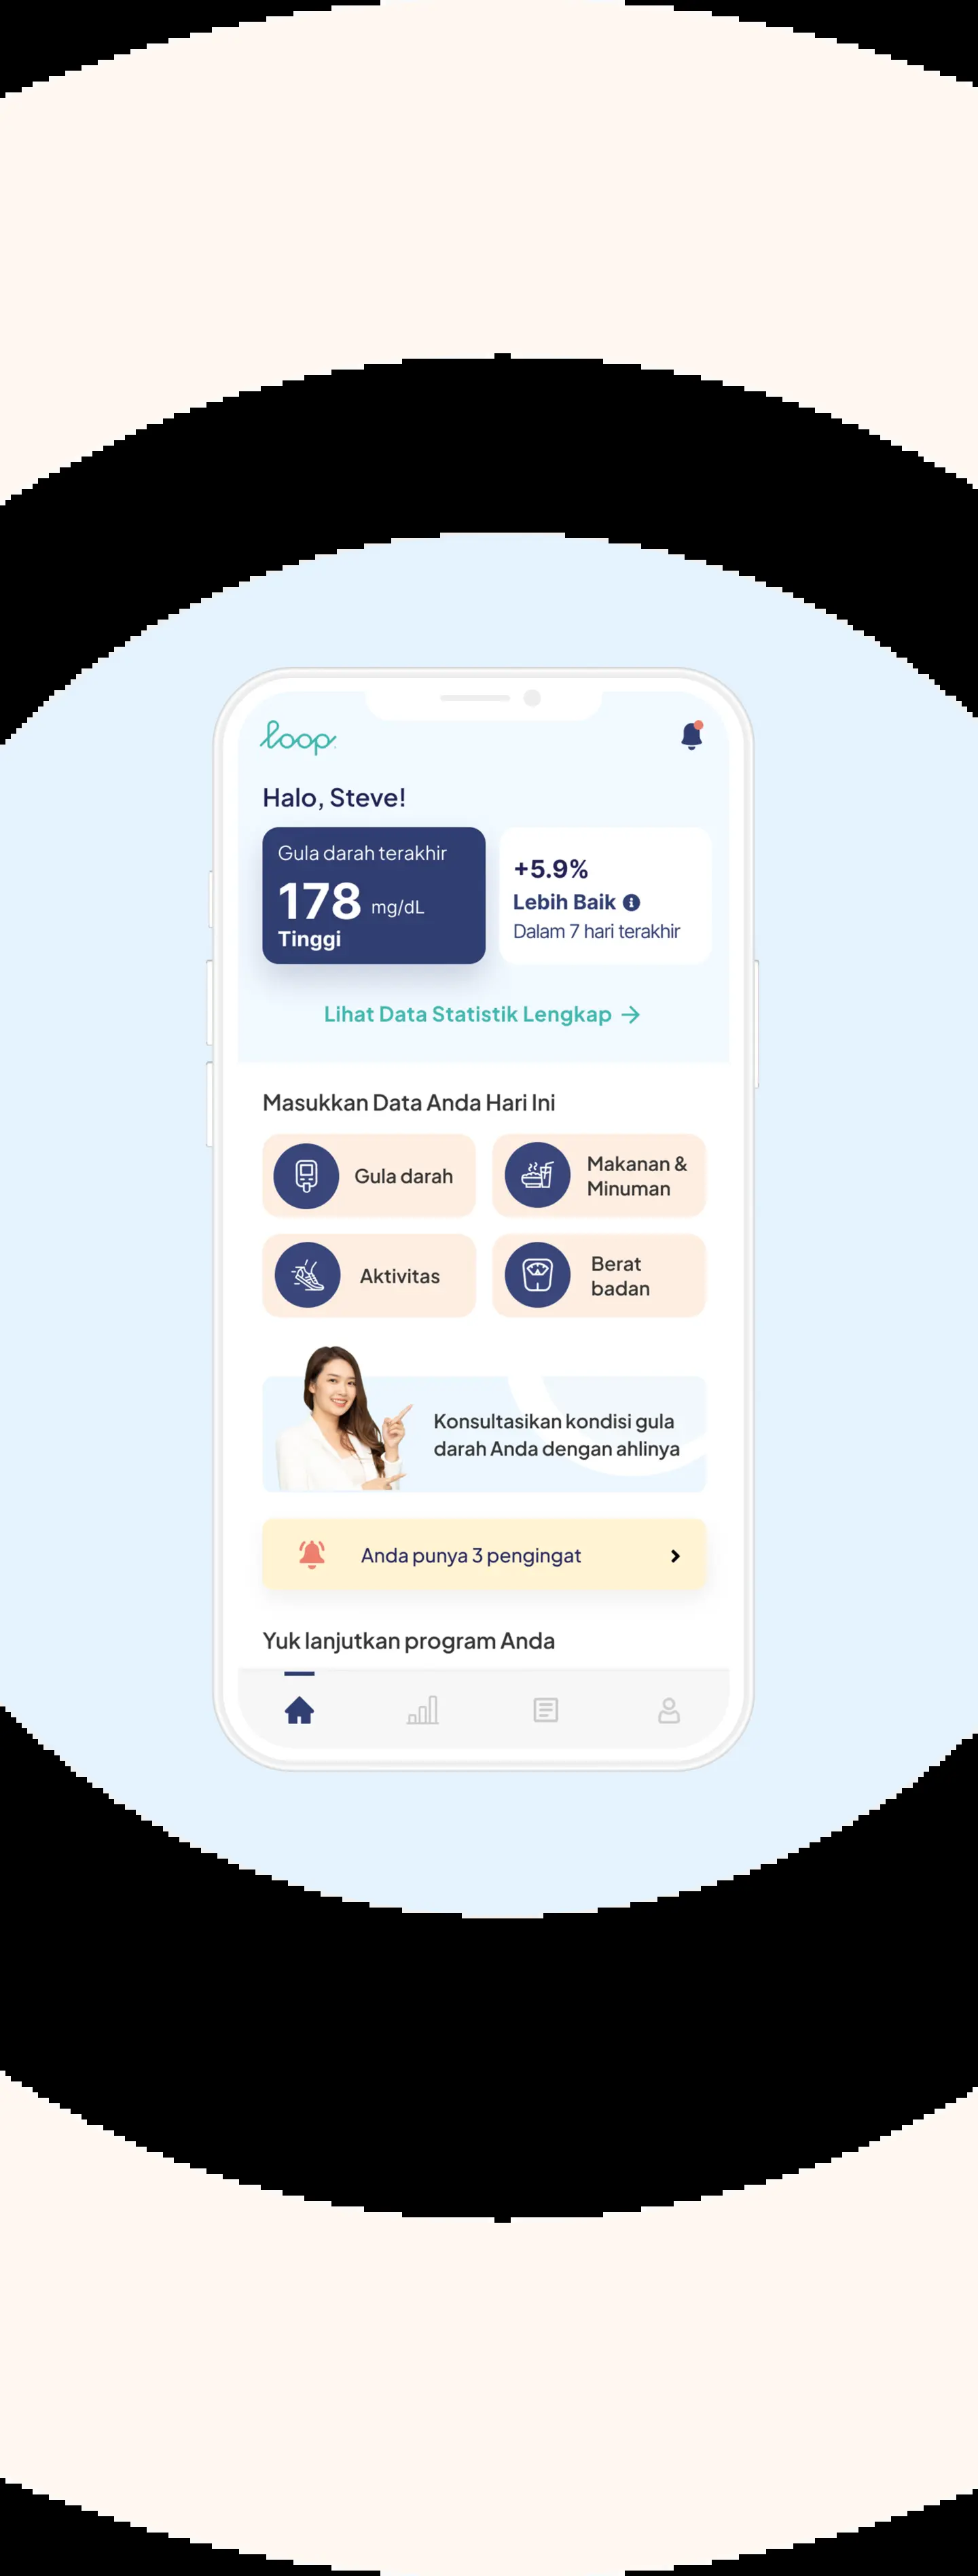 loop
Halo, Steve!
Gula darah terakhir
178 mg/dL
Tinggi
+5.9%
Lebih Baik
Dalam 7 hari terakhir
Lihat Data Statistik Lengkap →
Masukkan Data Anda Hari Ini
Gula darah
Makanan &
Minuman
Aktivitas
Berat
badan
Konsultasikan kondisi gula
darah Anda dengan ahlinya
Anda punya 3 pengingat
Yuk lanjutkan program Anda